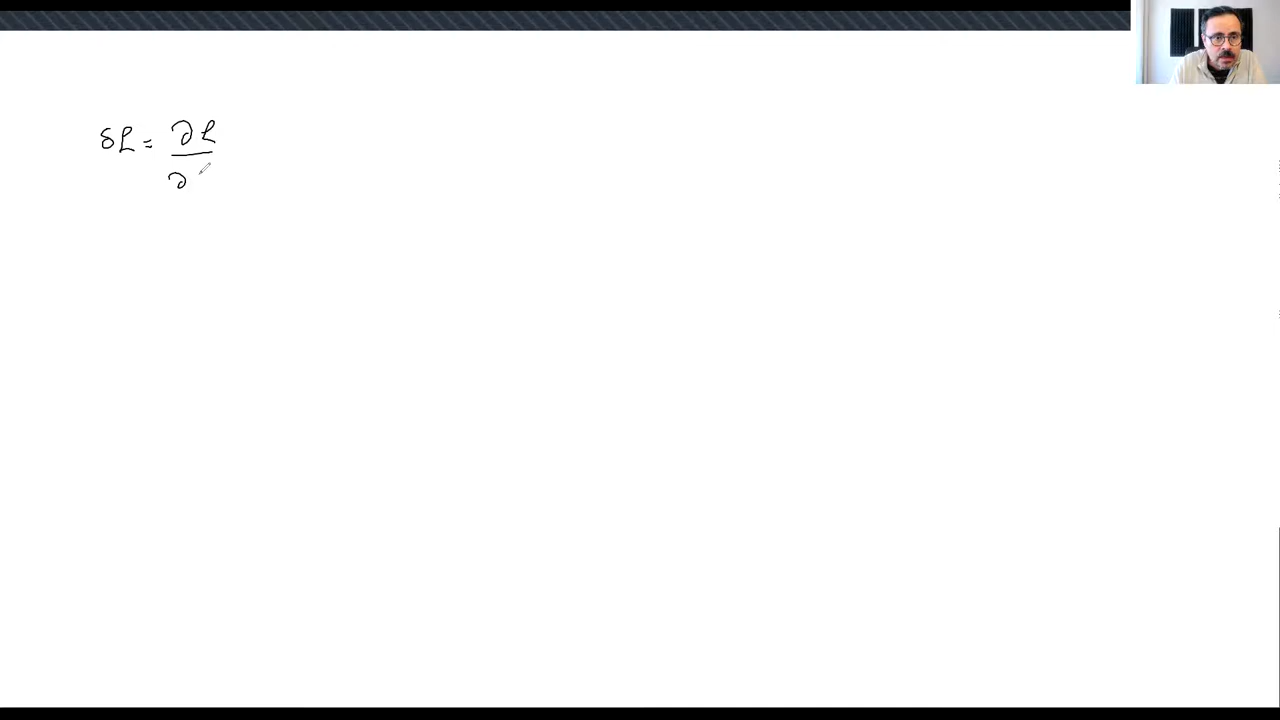 δℒ = ∂ℒ / ∂